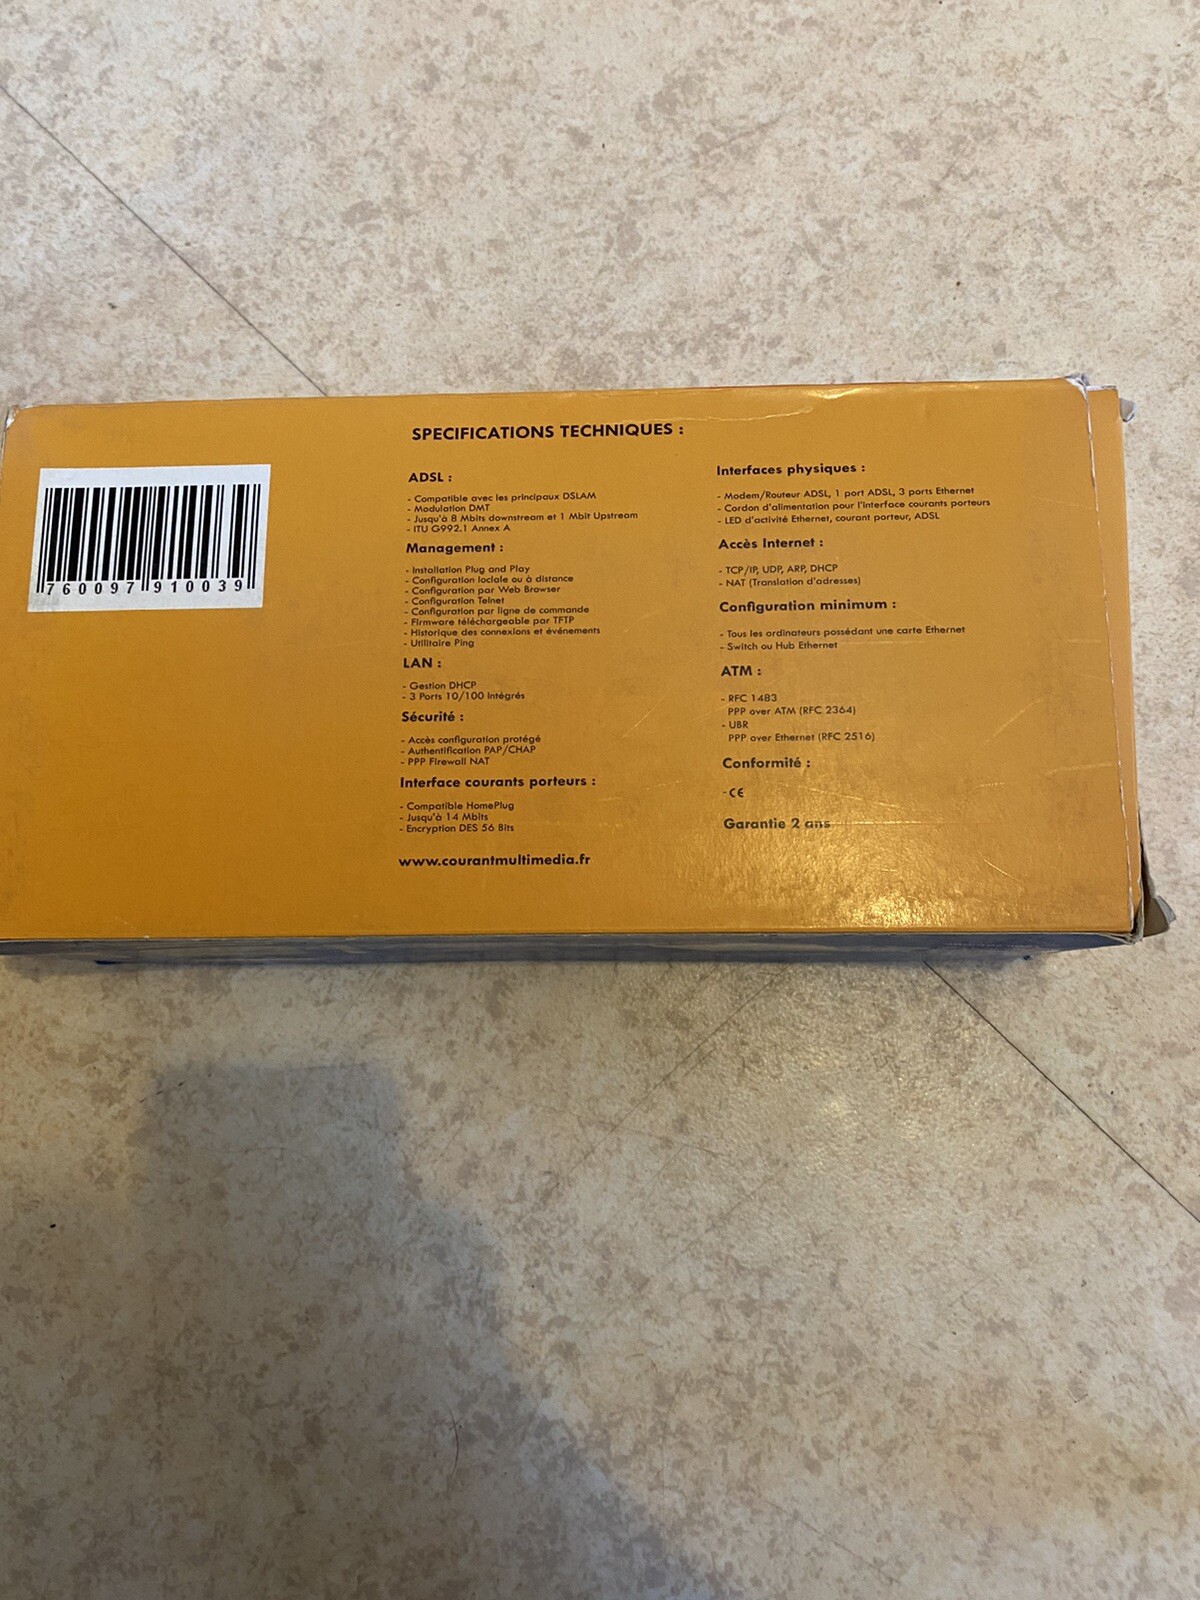 SPECIFICATIONS TECHNIQUES :
760097 910039
ADSL :
- Compatible avec les principaux DSLAM
- Modulation DMT
- Jusqu'à 8 Mbits downstream et 1 Mbit Upstream
- ITU G992.1 Annex A
Management :
- Installation Plug and Play
- Configuration loclale ou à distance
- Configuration par Web Browser
- Configuration Telnet
- Configuration par ligne de commande
- Firmware téléchargeable par TFTP
- Historique des connexions et événements
- Utilitaire Ping
LAN :
- Gestion DHCP
- 3 Ports 10/100 Intégrés
Sécurité :
- Accès configuration protégé
- Authentification PAP/CHAP
- PPP Firewall NAT
Interface courants porteurs :
- Compatible HomePlug
- Jusqu'à 14 Mbits
- Encryption DES 56 Bits
www.courantmultimedia.fr
Interfaces physiques :
- Modem/Routeur ADSL, 1 port ADSL, 3 ports Ethernet
- Cordon d'alimentation pour l'interface courants porteurs
- LED d'activité Ethernet, courant porteur, ADSL
Accès Internet :
- TCP/IP, UDP, ARP, DHCP
- NAT (Translation d'adresses)
Configuration minimum :
- Tous les ordinateurs possédant une carte Ethernet
- Switch ou Hub Ethernet
ATM :
- RFC 1483
PPP over ATM (RFC 2364)
- UBR
PPP over Ethernet (RFC 2516)
Conformité :
- CE
Garantie 2 ans